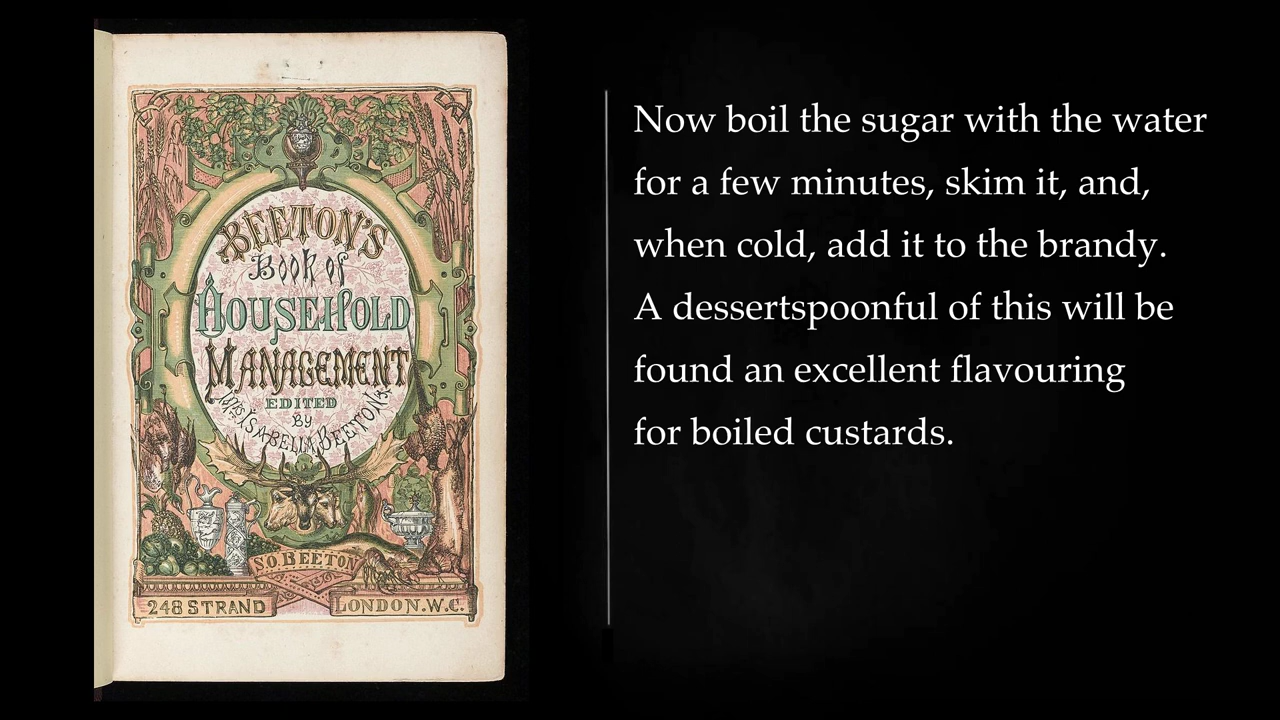 BEETON'S
Book of
HOUSEHOLD
MANAGEMENT
EDITED
BY
MRS ISABELLA BEETON
S.O. BEETON
248 STRAND
LONDON. W.C.
Now boil the sugar with the water
for a few minutes, skim it, and,
when cold, add it to the brandy.
A dessertspoonful of this will be
found an excellent flavouring
for boiled custards.